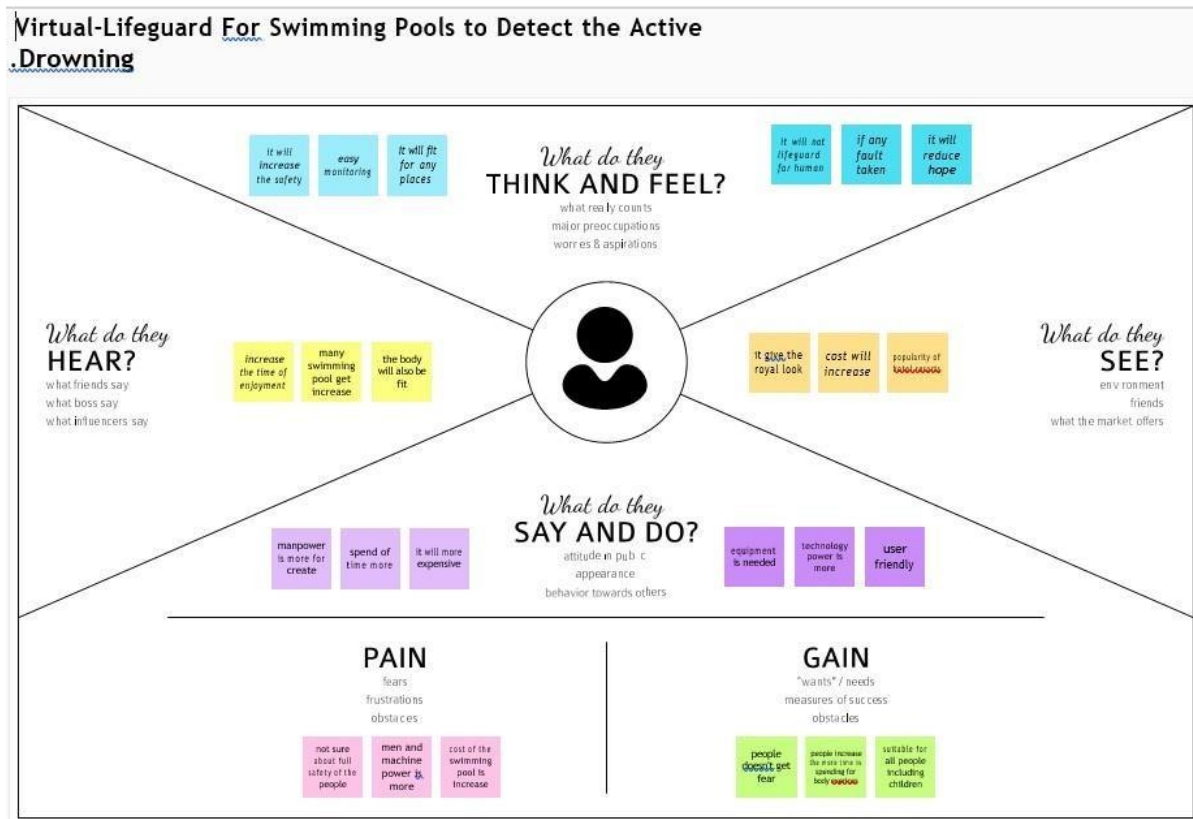 Virtual-Lifeguard For Swimming Pools to Detect the Active
.Drowning
it will
increase
the safety
easy
monitoring
it will fit
for any
places
What do they
THINK AND FEEL?
what really counts
major preoccupations
worries & aspirations
it will not
lifeguard
for human
if any
fault
taken
it will
reduce
hope
What do they
HEAR?
what friends say
what boss say
what influencers say
increase
the time of
enjoyment
many
swimming
pool get
increase
the body
will also be
fit
it give the
royal look
cost will
increase
popularity of
What do they
SEE?
environment
friends
what the market offers
What do they
SAY AND DO?
attitude in public
appearance
behavior towards others
manpower
is more for
create
spend of
time more
it will more
expensive
equipment
is needed
technology
power is
more
user
friendly
PAIN
fears
frustrations
obstaces
not sure
about full
safety of the
people
men and
machine
power is
more
cost of the
swimming
pool is
increase
GAIN
"wants" / needs
measures of success
obstacles
people
doesn't get
fear
people increase
the more time in
spending for
body
suitable for
all people
including
children